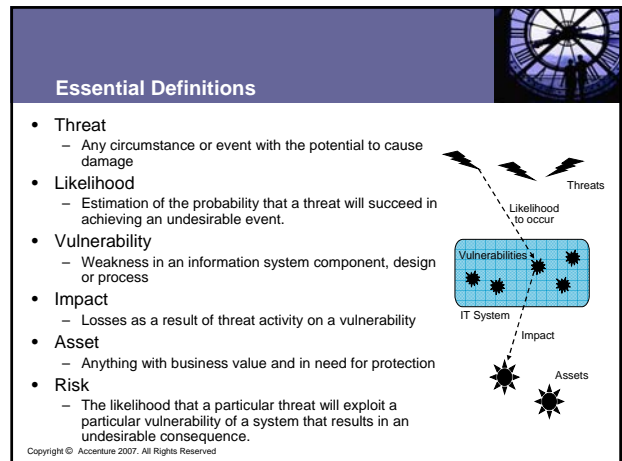 Essential Definitions
• Threat
– Any circumstance or event with the potential to cause
damage
• Likelihood
– Estimation of the probability that a threat will succeed in
achieving an undesirable event.
• Vulnerability
– Weakness in an information system component, design
or process
• Impact
– Losses as a result of threat activity on a vulnerability
• Asset
– Anything with business value and in need for protection
• Risk
– The likelihood that a particular threat will exploit a
particular vulnerability of a system that results in an
undesirable consequence.
Threats
Likelihood
to occur
Vulnerabilities
IT System
Impact
Assets
Copyright © Accenture 2007. All Rights Reserved